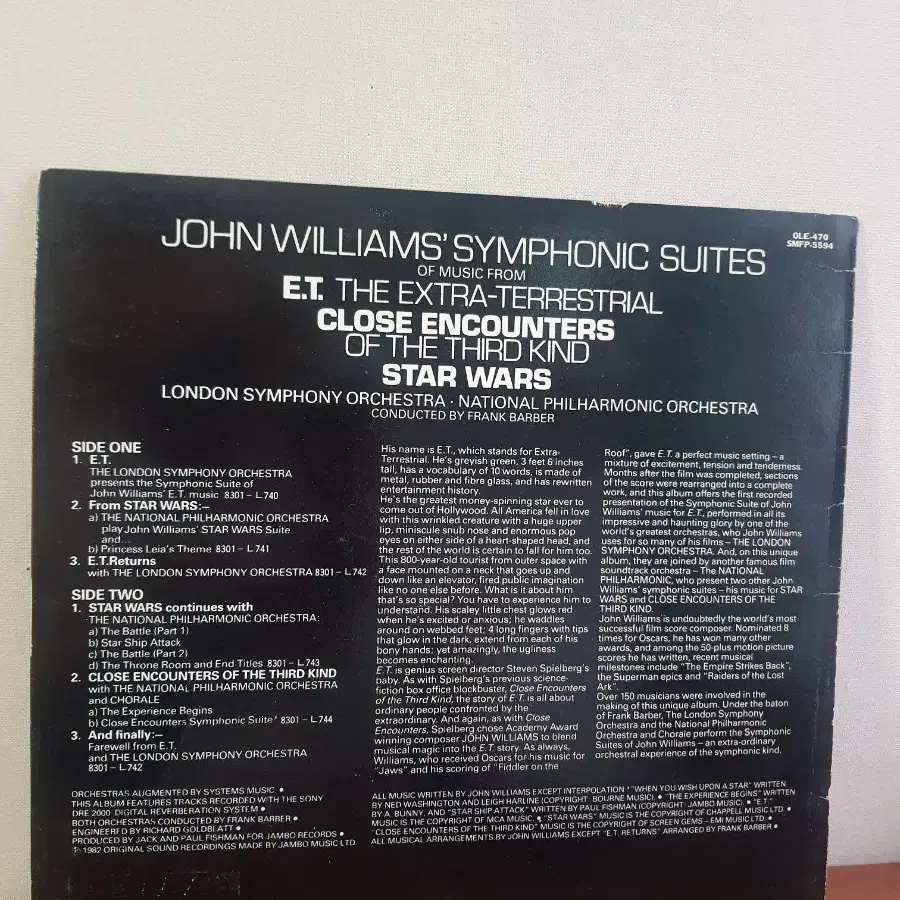 OLE-470
SMFP-5594
JOHN WILLIAMS' SYMPHONIC SUITES
OF MUSIC FROM
E.T. THE EXTRA-TERRESTRIAL
CLOSE ENCOUNTERS
OF THE THIRD KIND
STAR WARS
LONDON SYMPHONY ORCHESTRA · NATIONAL PHILHARMONIC ORCHESTRA
CONDUCTED BY FRANK BARBER
SIDE ONE
1. E.T.
THE LONDON SYMPHONY ORCHESTRA
presents the Symphonic Suite of
John Williams' E.T. music 8301 – L740
2. From STAR WARS:–
a) THE NATIONAL PHILHARMONIC ORCHESTRA
play John Williams' STAR WARS Suite
and...
b) Princess Leia's Theme 8301 – L741
3. E.T.Returns
with THE LONDON SYMPHONY ORCHESTRA 8301 – L742
SIDE TWO
1. STAR WARS continues with
THE NATIONAL PHILHARMONIC ORCHESTRA:
a) The Battle (Part 1)
b) Star Ship Attack
c) The Battle (Part 2)
d) The Throne Room and End Titles 8301 – L743
2. CLOSE ENCOUNTERS OF THE THIRD KIND
with THE NATIONAL PHILHARMONIC ORCHESTRA
and CHORALE
a) The Experience Begins
b) Close Encounters Symphonic Suite* 8301 – L744
3. And finally:–
Farewell from E.T.
and THE LONDON SYMPHONY ORCHESTRA
8301 – L742
His name is E.T., which stands for Extra-
Terrestrial. He's greyish green, 3 feet 6 inches
tall, has a vocabulary of 10 words, is made of
metal, rubber and fibre glass, and has rewritten
entertainment history.
He's the greatest money-spinning star ever to
come out of Hollywood. All America fell in love
with this wrinkled creature with a huge upper
lip, miniscule snub nose and enormous pop
eyes on either side of a heart-shaped head, and
the rest of the world is certain to fall for him too.
This 800-year-old tourist from outer space with
a face mounted on a neck that goes up and
down like an elevator, fired public imagination
like no one else before. What is it about him
that's so special? You have to experience him to
understand. His scaley little chest glows red
when he's excited or anxious; he waddles
around on webbed feet; 4 long fingers with tips
that glow in the dark, extend from each of his
bony hands; yet amazingly, the ugliness
becomes enchanting.
E.T. is genius screen director Steven Spielberg's
baby. As with Spielberg's previous science-
fiction box office blockbuster, Close Encounters
of the Third Kind, the story of E.T. is all about
ordinary people confronted by the
extraordinary. And again, as with Close
Encounters, Spielberg chose Academy Award
winning composer JOHN WILLIAMS to blend
musical magic into the E.T. story. As always,
Williams, who received Oscars for his music for
"Jaws" and his scoring of "Fiddler on the
Roof", gave E.T. a perfect music setting – a
mixture of excitement, tension and tenderness.
Months after the film was completed, sections
of the score were rearranged into a complete
work, and this album offers the first recorded
presentation of the Symphonic Suite of John
Williams' music for E.T., performed in all its
impressive and haunting glory by one of the
world's greatest orchestras, who John Williams
uses for so many of his films – THE LONDON
SYMPHONY ORCHESTRA. And, on this unique
album, they are joined by another famous film
soundtrack orchestra – The NATIONAL
PHILHARMONIC, who present two other John
Williams' symphonic suites – his music for STAR
WARS and CLOSE ENCOUNTERS OF THE
THIRD KIND.
John Williams is undoubtedly the world's most
successful film score composer. Nominated 8
times for Oscars, he has won many other
awards, and among the 50-plus motion picture
scores he has written, recent musical
milestones include "The Empire Strikes Back",
the Superman epics and "Raiders of the Lost
Ark".
Over 150 musicians were involved in the
making of this unique album. Under the baton
of Frank Barber, The London Symphony
Orchestra and the National Philharmonic
Orchestra and Chorale perform the Symphonic
Suites of John Williams – an extra-ordinary
orchestral experience of the symphonic kind.
ORCHESTRAS AUGMENTED BY SYSTEMS MUSIC. •
THIS ALBUM FEATURES TRACKS RECORDED WITH THE SONY
DRE 2000 DIGITAL REVERBERATION SYSTEM •
BOTH ORCHESTRAS CONDUCTED BY FRANK BARBER •
ENGINEERED BY RICHARD GOLDBLATT •
PRODUCED BY JACK AND PAUL FISHMAN FOR JAMBO RECORDS •
℗ 1982 ORIGINAL SOUND RECORDINGS MADE BY JAMBO MUSIC LTD.
ALL MUSIC WRITTEN BY JOHN WILLIAMS EXCEPT INTERPOLATION * "WHEN YOU WISH UPON A STAR" WRITTEN
BY NED WASHINGTON AND LEIGH HARLINE (COPYRIGHT: BOURNE MUSIC). • "THE EXPERIENCE BEGINS" WRITTEN
BY A. BUNNY, AND "STAR SHIP ATTACK" WRITTEN BY PAUL FISHMAN (COPYRIGHT: JAMBO MUSIC). • "E.T."
MUSIC IS THE COPYRIGHT OF MCA MUSIC. • "STAR WARS" MUSIC IS THE COPYRIGHT OF CHAPPELL MUSIC LTD. •
"CLOSE ENCOUNTERS OF THE THIRD KIND" MUSIC IS THE COPYRIGHT OF SCREEN GEMS – EMI MUSIC LTD. •
ALL MUSICAL ARRANGEMENTS BY JOHN WILLIAMS EXCEPT "E.T. RETURNS" ARRANGED BY FRANK BARBER •